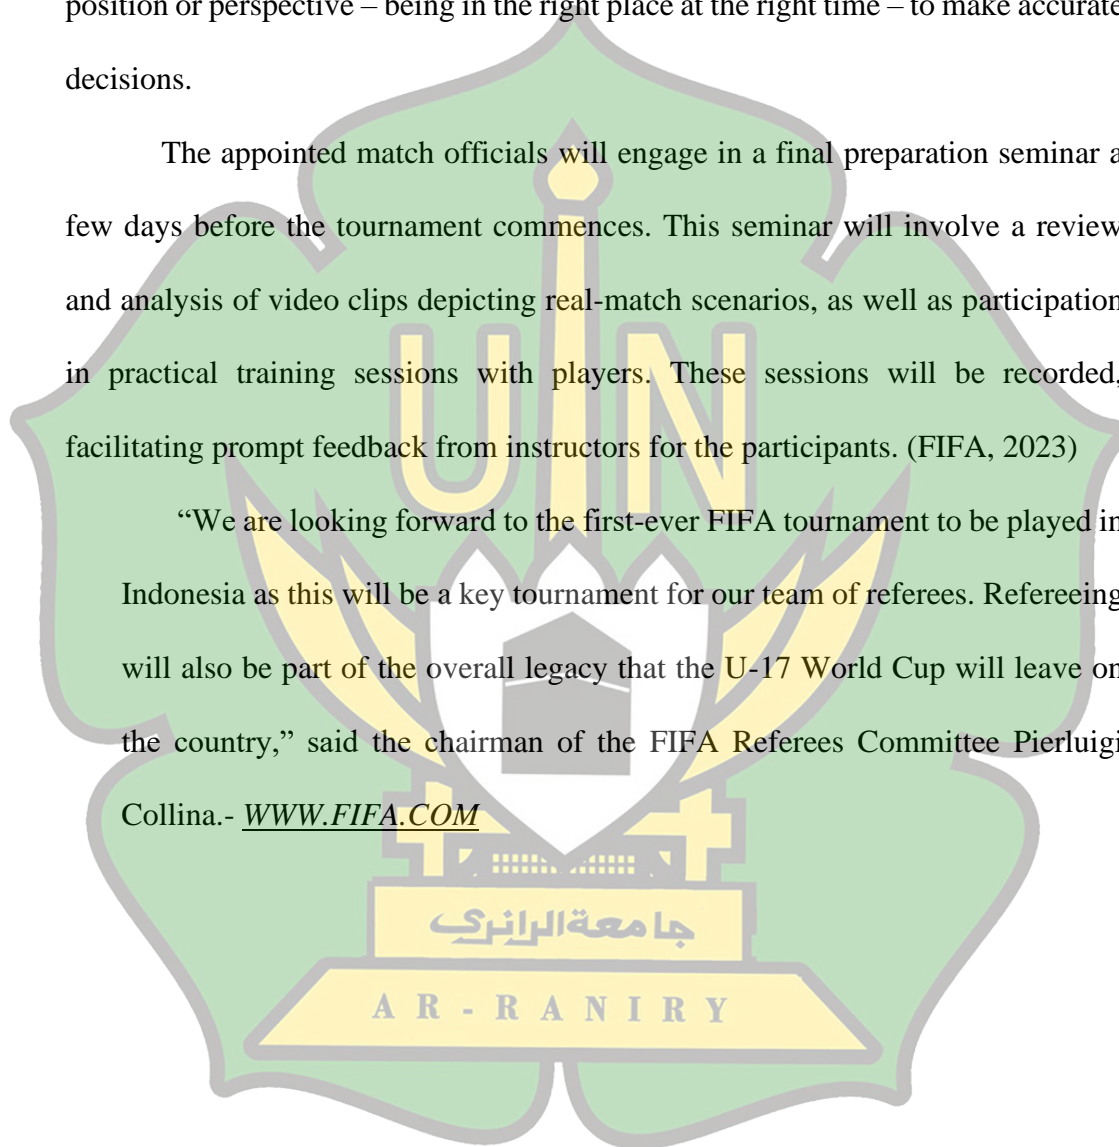 position or perspective – being in the right place at the right time – to make accurate
decisions.
The appointed match officials will engage in a final preparation seminar a
few days before the tournament commences. This seminar will involve a review
and analysis of video clips depicting real-match scenarios, as well as participation
in practical training sessions with players. These sessions will be recorded,
facilitating prompt feedback from instructors for the participants. (FIFA, 2023)
“We are looking forward to the first-ever FIFA tournament to be played in
Indonesia as this will be a key tournament for our team of referees. Refereeing
will also be part of the overall legacy that the U-17 World Cup will leave on
the country,” said the chairman of the FIFA Referees Committee Pierluigi
Collina.- WWW.FIFA.COM
UIN
جامعةالرانري
AR-RANIRY